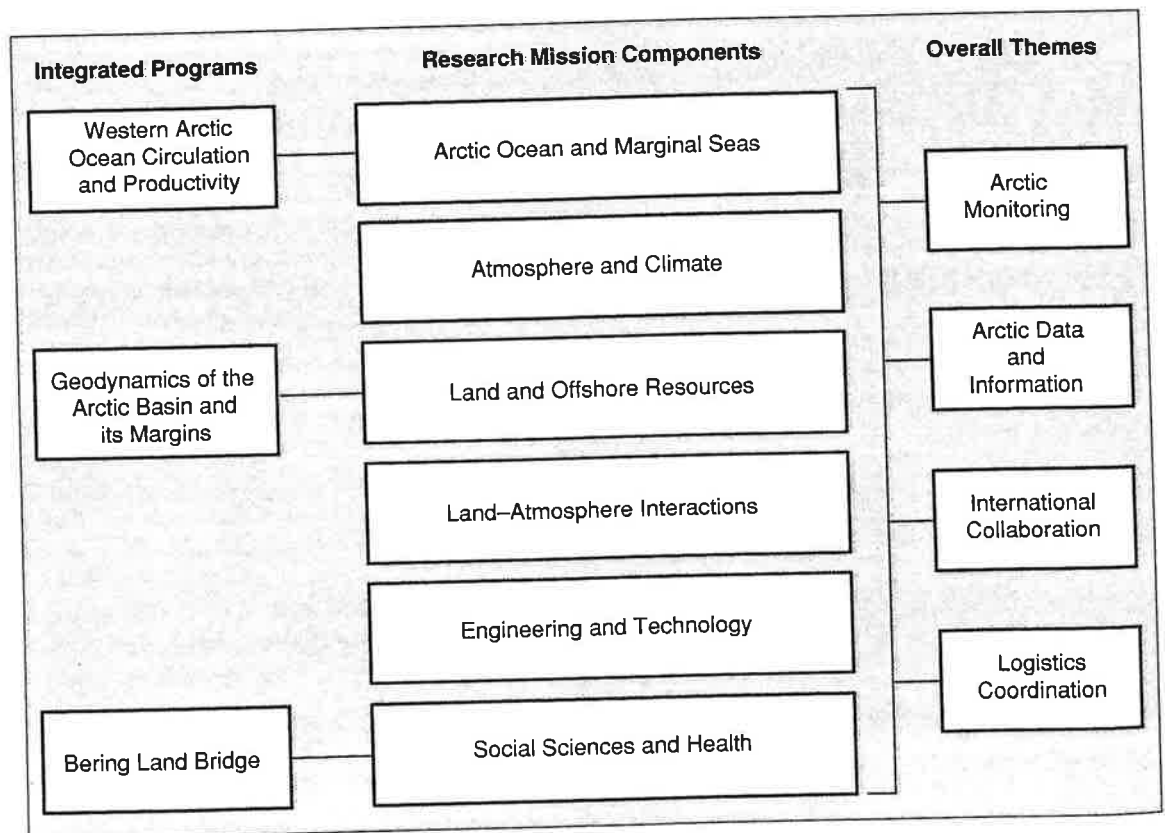 Integrated Programs
Research Mission Components
Overall Themes
Western Arctic
Ocean Circulation
and Productivity
Geodynamics of the
Arctic Basin and
its Margins
Bering Land Bridge
Arctic Ocean and Marginal Seas
Atmosphere and Climate
Land and Offshore Resources
Land–Atmosphere Interactions
Engineering and Technology
Social Sciences and Health
Arctic
Monitoring
Arctic Data
and
Information
International
Collaboration
Logistics
Coordination